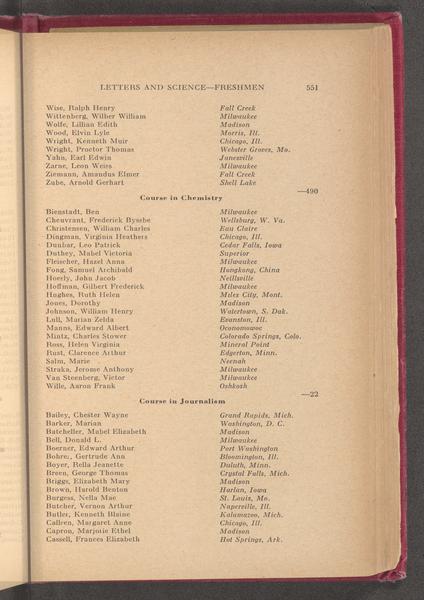 LETTERS AND SCIENCE—FRESHMEN 551
Wise, Ralph Henry Fall Creek
Wittenberg, Wilber William Milwaukee
Wolfe, Lillian Edith Madison
Wood, Elvin Lyle Morris, Ill.
Wright, Kenneth Muir Chicago, Ill.
Wright, Proctor Thomas Webster Groves, Mo.
Yahn, Earl Edwin Janesville
Zarne, Leon Weiss Milwaukee
Ziemann, Amandus Elmer Fall Creek
Zube, Arnold Gerhart Shell Lake
—490
Course in Chemistry
Bienstadt, Ben Milwaukee
Cheuvrant, Frederick Bysshe Wellsburg, W. Va.
Christensen, William Charles Eau Claire
Dingman, Virginia Heathers Chicago, Ill.
Dunbar, Leo Patrick Cedar Falls, Iowa
Duthey, Mabel Victoria Superior
Fleischer, Hazel Anna Milwaukee
Fong, Samuel Archibald Hongkong, China
Hoesly, John Jacob Neillsville
Hoffman, Gilbert Frederick Milwaukee
Hughes, Ruth Helen Miles City, Mont.
Jones, Dorothy Madison
Johnson, William Henry Watertown, S. Dak.
Lull, Marian Zelda Evanston, Ill.
Manns, Edward Albert Oconomowoc
Mintz, Charles Stower Colorado Springs, Colo.
Ross, Helen Virginia Mineral Point
Rust, Clarence Arthur Edgerton, Minn.
Salm, Marie Neenah
Straka, Jerome Anthony Milwaukee
Van Steenberg, Victor Milwaukee
Wille, Aaron Frank Oshkosh
—22
Course in Journalism
Bailey, Chester Wayne Grand Rapids, Mich.
Barker, Marian Washington, D. C.
Batcheller, Mabel Elizabeth Madison
Bell, Donald L. Milwaukee
Boerner, Edward Arthur Port Washington
Gertrude Ann Bloomington, Ill.
Boyer, Rella Jeanette Duluth, Minn.
Breen, George Thomas Crystal Falls, Mich.
Briggs, Elizabeth Mary Madison
Brown, Harold Benton Harlan, Iowa
Burgess, Nella Mae St. Louis, Mo.
Butcher, Vernon Arthur Naperville, Ill.
Butler, Kenneth Blaine Kalamazoo, Mich.
Calleen, Margaret Anne Chicago, Ill.
Capron, Marjorie Ethel Madison
Cassell, Frances Elizabeth Hot Springs, Ark.